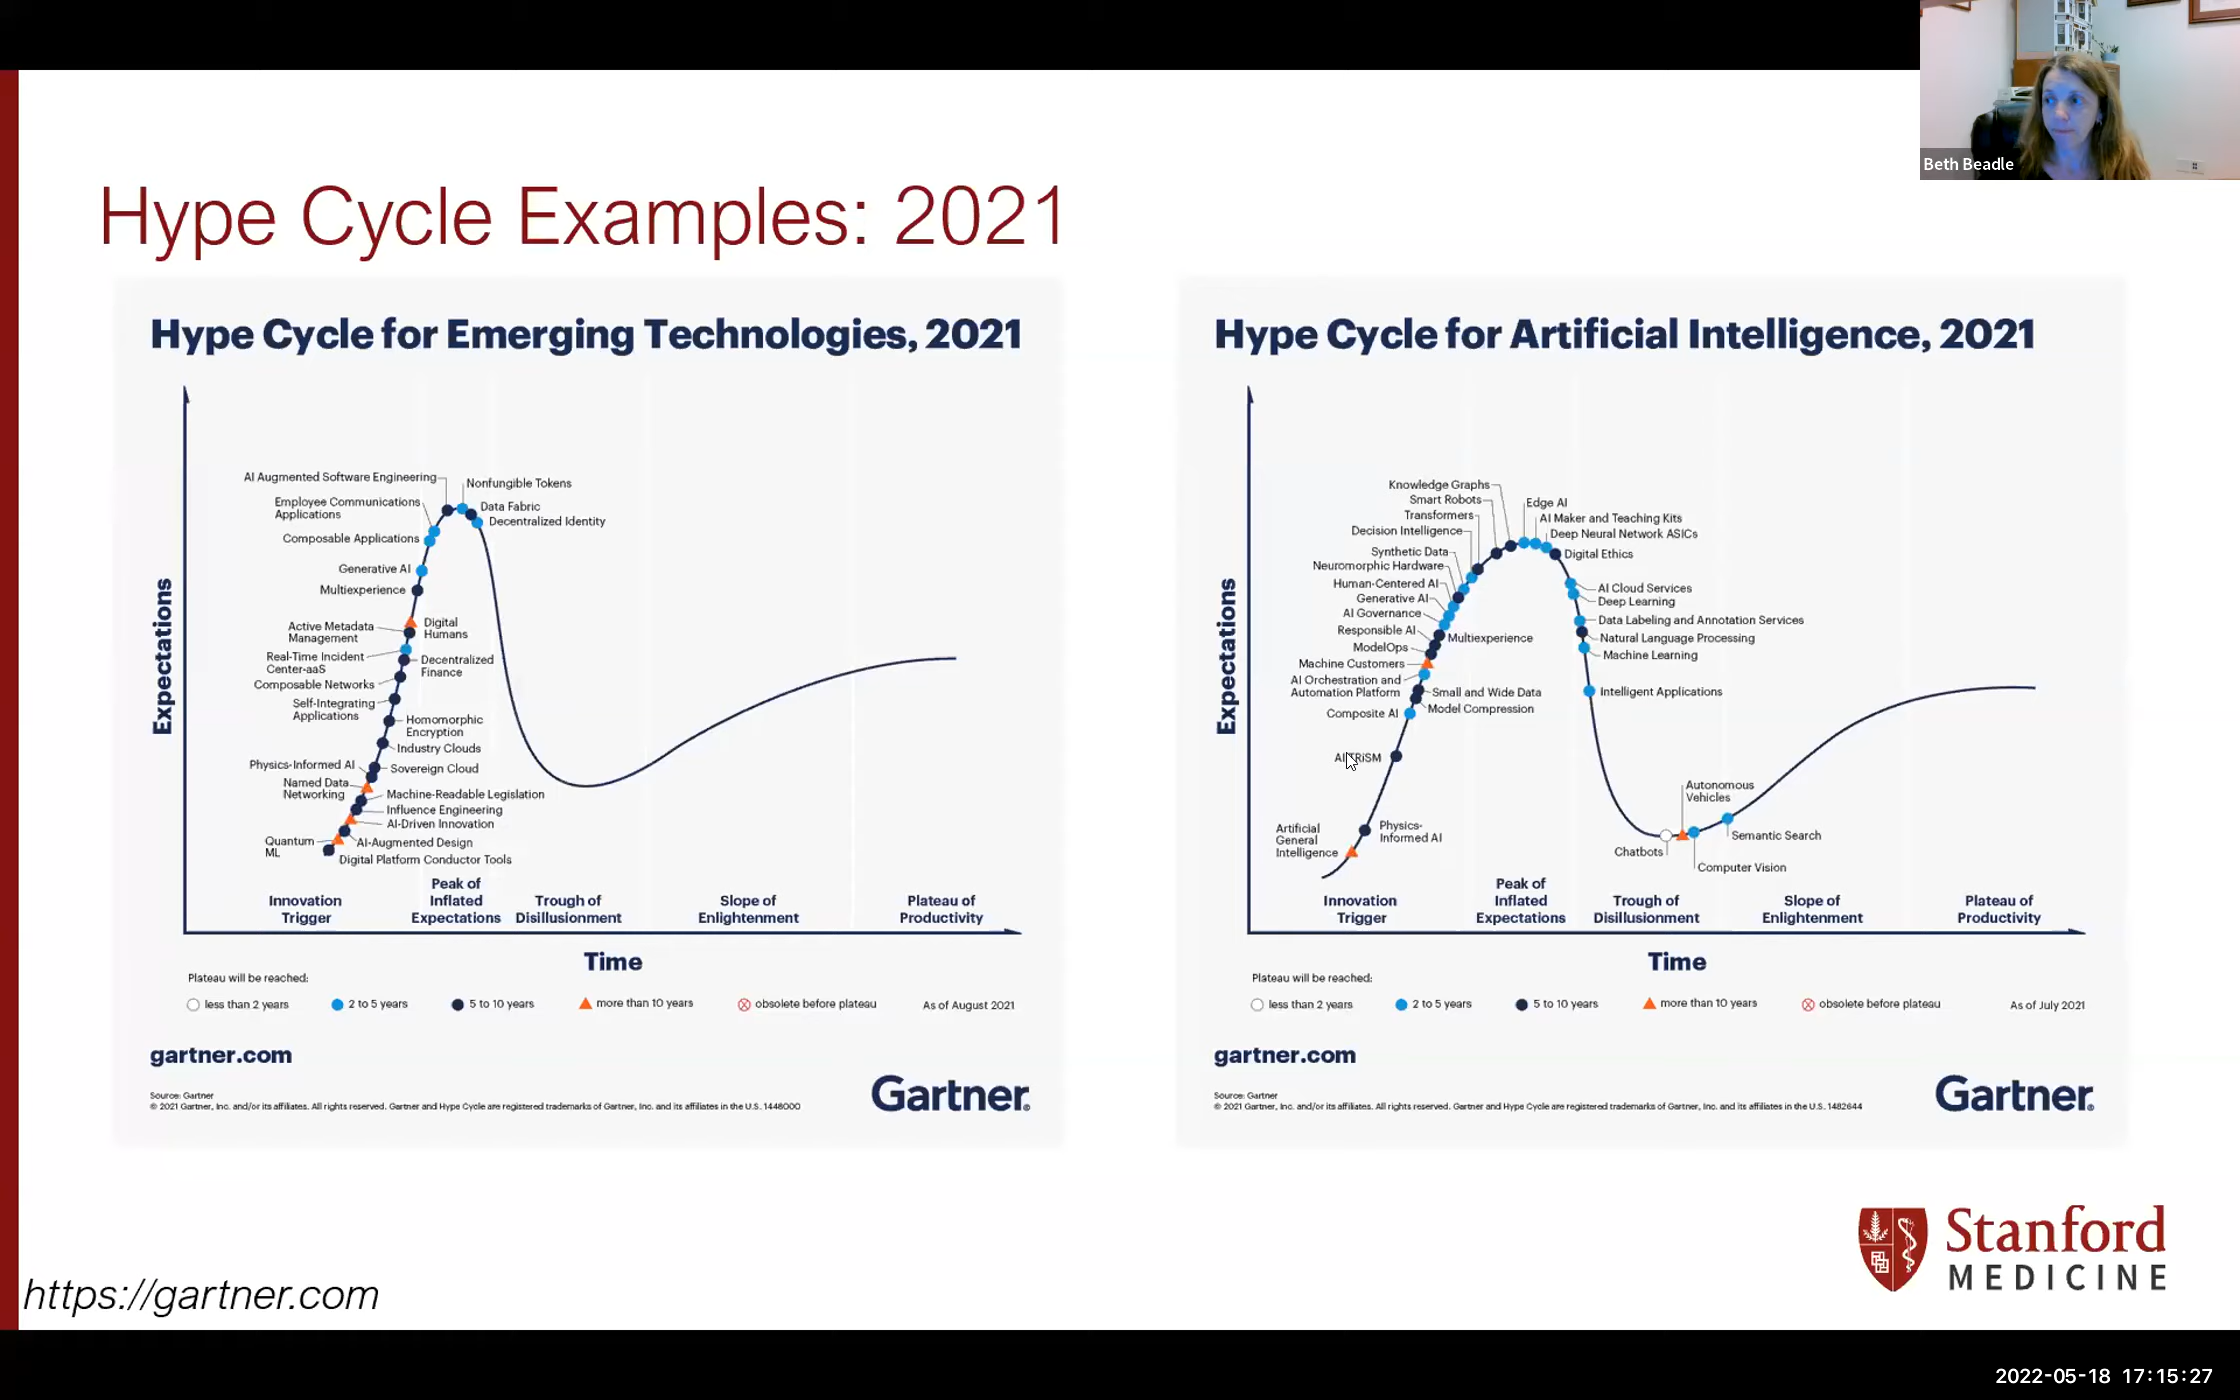 Beth Beadle
Hype Cycle Examples: 2021
Hype Cycle for Emerging Technologies, 2021
Expectations
AI Augmented Software Engineering
Nonfungible Tokens
Employee Communications
Applications
Data Fabric
Decentralized Identity
Composable Applications
Generative AI
Multiexperience
Active Metadata
Management
Digital
Humans
Real-Time Incident
Center-aaS
Decentralized
Finance
Composable Networks
Self-Integrating
Applications
Homomorphic
Encryption
Industry Clouds
Physics-Informed AI
Sovereign Cloud
Named Data
Networking
Machine-Readable Legislation
Influence Engineering
AI-Driven Innovation
Quantum
ML
AI-Augmented Design
Digital Platform Conductor Tools
Innovation
Trigger
Peak of
Inflated
Expectations
Trough of
Disillusionment
Slope of
Enlightenment
Plateau of
Productivity
Time
Plateau will be reached:
less than 2 years
2 to 5 years
5 to 10 years
more than 10 years
obsolete before plateau
As of August 2021
gartner.com
Source: Gartner
© 2021 Gartner, Inc. and/or its affiliates. All rights reserved. Gartner and Hype Cycle are registered trademarks of Gartner, Inc. and its affiliates in the U.S. 1448000
Gartner®
Hype Cycle for Artificial Intelligence, 2021
Expectations
Knowledge Graphs
Smart Robots
Transformers
Decision Intelligence
Edge AI
AI Maker and Teaching Kits
Deep Neural Network ASICs
Digital Ethics
Synthetic Data
Neuromorphic Hardware
Human-Centered AI
Generative AI
AI Governance
Responsible AI
Multiexperience
ModelOps
Machine Customers
AI Orchestration and
Automation Platform
Small and Wide Data
Model Compression
Composite AI
AI TRiSM
AI Cloud Services
Deep Learning
Data Labeling and Annotation Services
Natural Language Processing
Machine Learning
Intelligent Applications
Artificial
General
Intelligence
Physics-
Informed AI
Autonomous
Vehicles
Semantic Search
Chatbots
Computer Vision
Innovation
Trigger
Peak of
Inflated
Expectations
Trough of
Disillusionment
Slope of
Enlightenment
Plateau of
Productivity
Time
Plateau will be reached:
less than 2 years
2 to 5 years
5 to 10 years
more than 10 years
obsolete before plateau
As of July 2021
gartner.com
Source: Gartner
© 2021 Gartner, Inc. and/or its affiliates. All rights reserved. Gartner and Hype Cycle are registered trademarks of Gartner, Inc. and its affiliates in the U.S. 1482644
Gartner®
Stanford
MEDICINE
https://gartner.com
2022-05-18 17:15:27